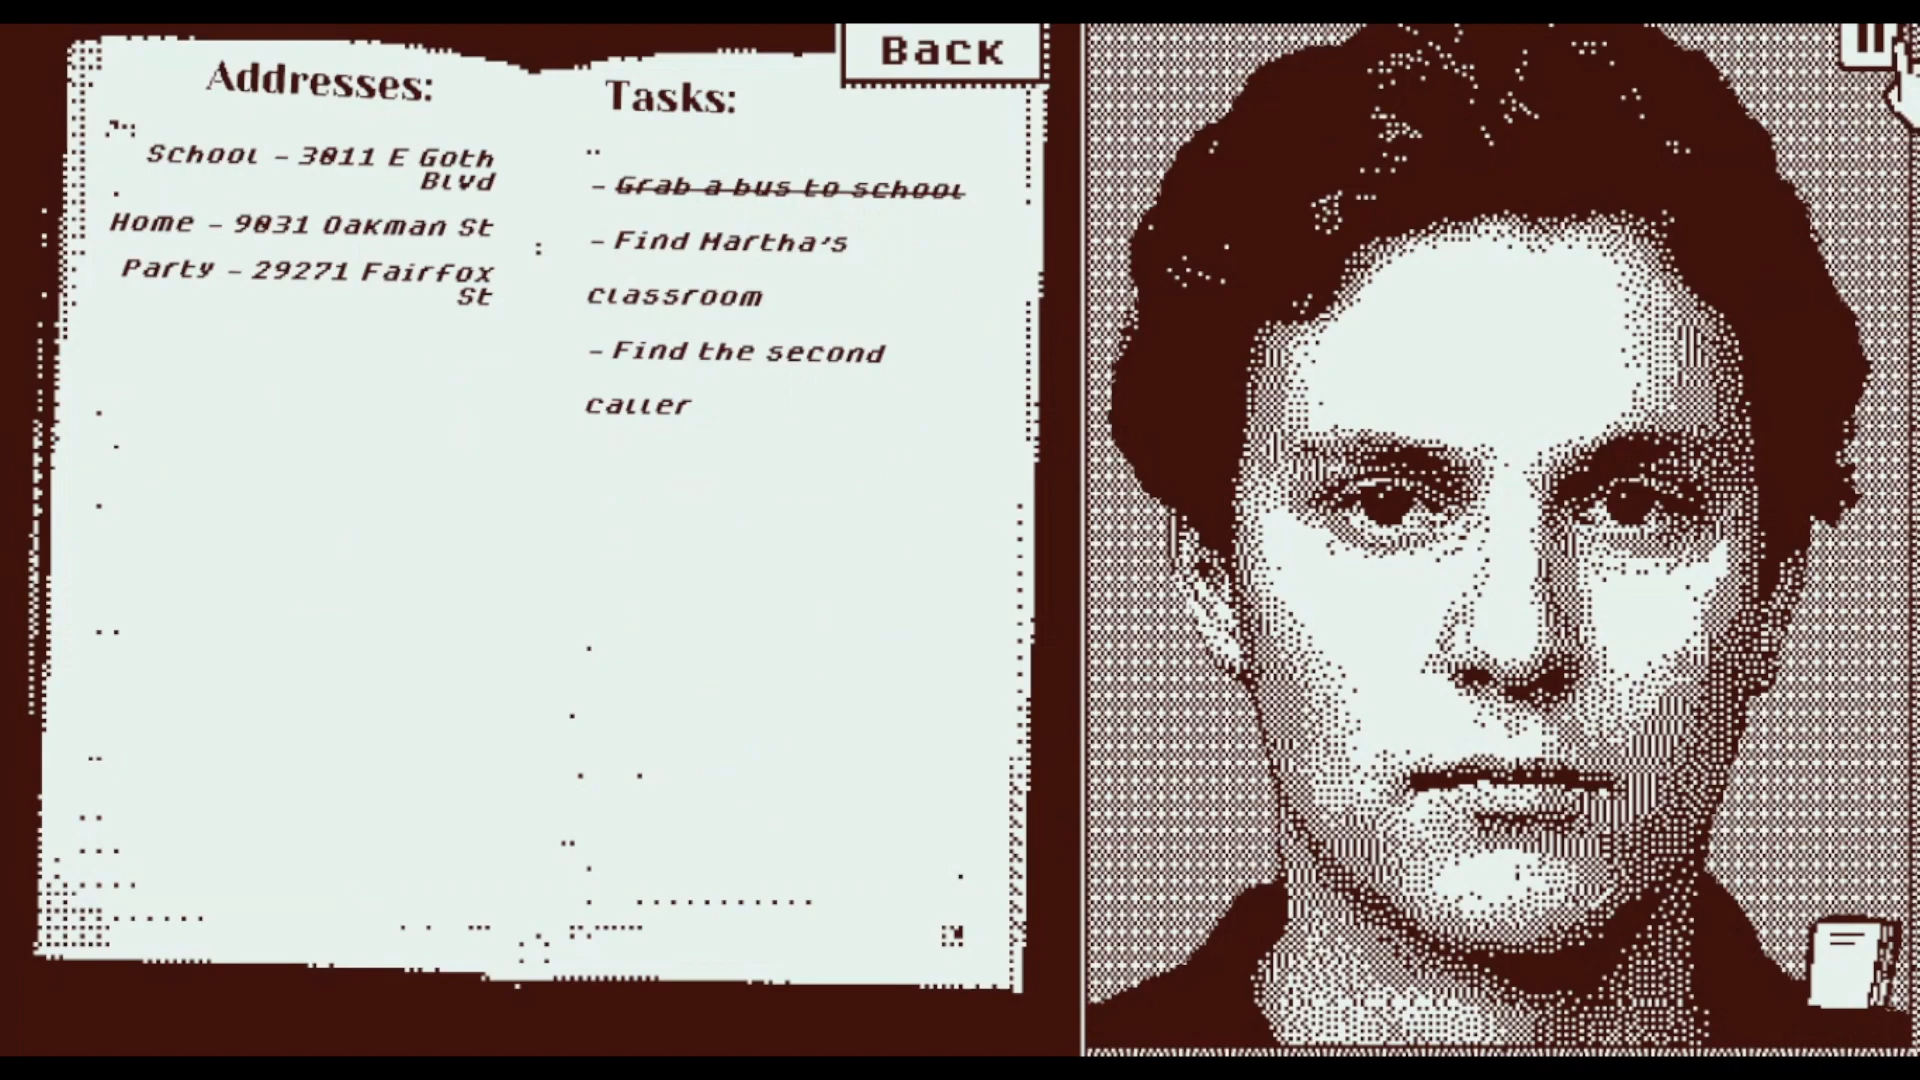 Back
Addresses:
School - 3011 E Goth
Blvd
Home - 9031 Oakman St
Party - 29271 Fairfox
St
Tasks:
- Grab a bus to school
- Find Martha's
classroom
- Find the second
caller